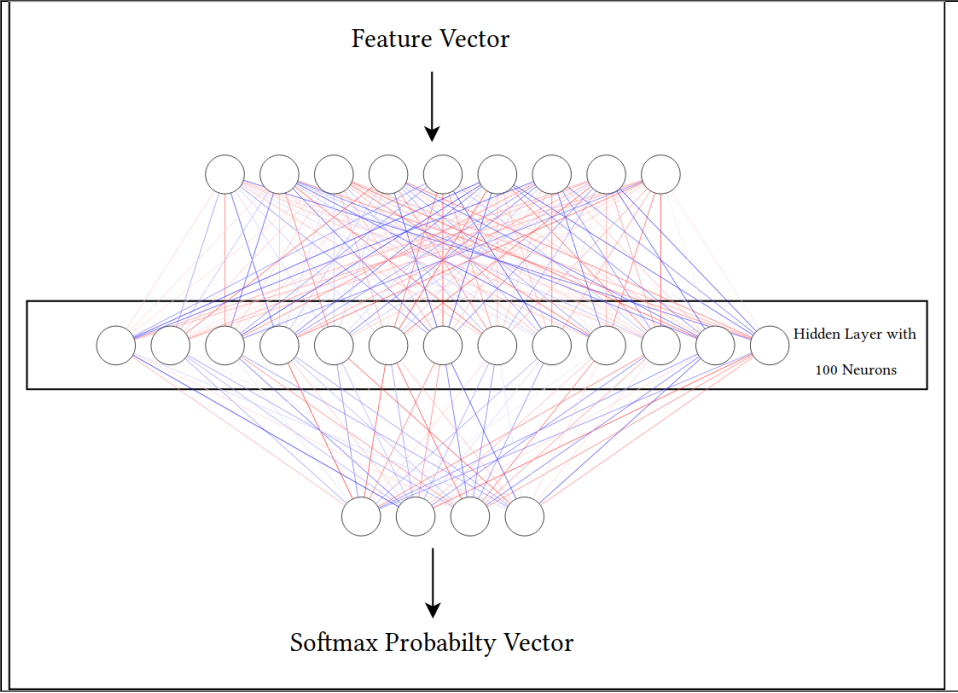 Feature Vector
Hidden Layer with
100 Neurons
Softmax Probabilty Vector